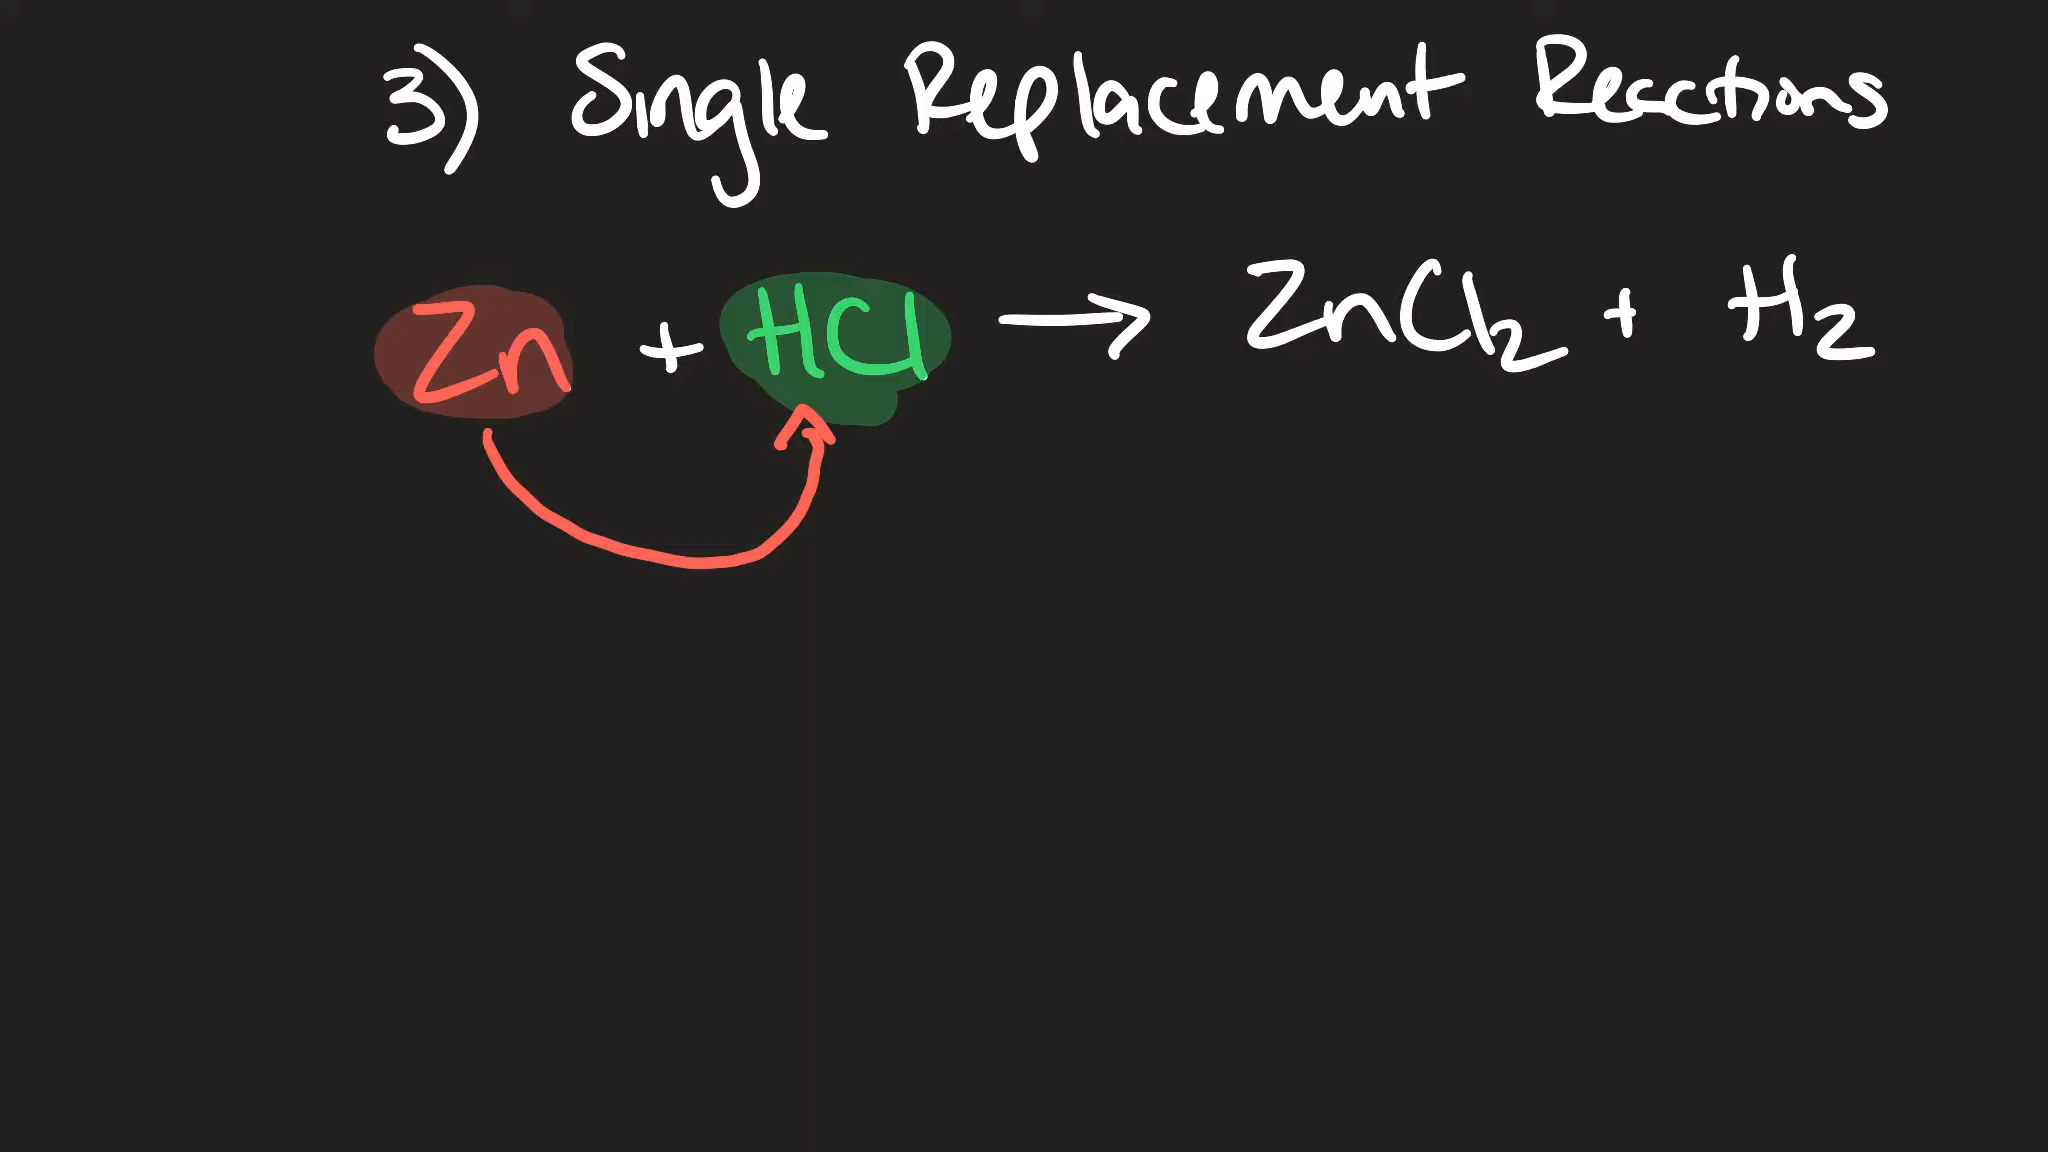 3) Single Replacement Reactions
Zn + HCl → ZnCl₂ + H₂